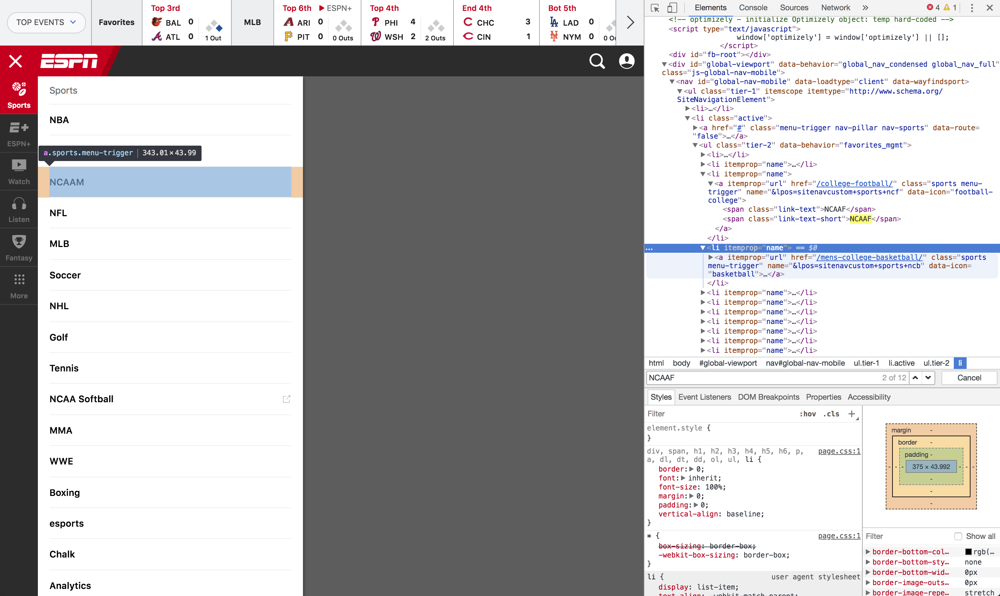 TOP EVENTS
Favorites
Top 3rd
BAL 0
ATL 0
1 Out
MLB
Top 6th ESPN+
ARI 0
PIT 0
0 Outs
Top 4th
PHI 4
WSH 2
2 Outs
End 4th
CHC 3
CIN 1
Bot 5th
LAD 0
NYM 0
0 Ou
ESPN
Sports
E+
ESPN+
Watch
Listen
Fantasy
More
Sports
NBA
a.sports.menu-trigger | 343.01×43.99
NCAAM
NFL
MLB
Soccer
NHL
Golf
Tennis
NCAA Softball
MMA
WWE
Boxing
esports
Chalk
Analytics
Elements Console Sources Network » 4 1
<!-- optimizely - initialize Optimizely object: temp hard-coded -->
<script type="text/javascript">
window['optimizely'] = window['optimizely'] || [];
</script>
<div id="fb-root"></div>
<div id="global-viewport" data-behavior="global_nav_condensed global_nav_full"
class="js-global-nav-mobile">
<nav id="global-nav-mobile" data-loadtype="client" data-wayfindsport>
<ul class="tier-1" itemscope itemtype="http://www.schema.org/
SiteNavigationElement">
<li>…</li>
<li class="active">
<a href="#" class="menu-trigger nav-pillar nav-sports" data-route=
"false">…</a>
<ul class="tier-2" data-behavior="favorites_mgmt">
<li>…</li>
<li itemprop="name">…</li>
<li itemprop="name">
<a itemprop="url" href="/college-football/" class="sports menu-
trigger" name="&lpos=sitenavcustom+sports+ncf" data-icon="football-
college">
<span class="link-text">NCAAF</span>
<span class="link-text-short">NCAAF</span>
</a>
</li>
… <li itemprop="name"> == $0
<a itemprop="url" href="/mens-college-basketball/" class="sports
menu-trigger" name="&lpos=sitenavcustom+sports+ncb" data-icon=
"basketball">…</a>
</li>
<li itemprop="name">…</li>
<li itemprop="name">…</li>
<li itemprop="name">…</li>
<li itemprop="name">…</li>
<li itemprop="name">…</li>
<li itemprop="name">…</li>
<li itemprop="name">…</li>
html body #global-viewport nav#global-nav-mobile ul.tier-1 li.active ul.tier-2 li
NCAAF 2 of 12 Cancel
Styles Event Listeners DOM Breakpoints Properties Accessibility
Filter :hov .cls +
element.style {
}
div, span, h1, h2, h3, h4, h5, h6, p, page.css:1
a, dl, dt, dd, ol, ul, li {
border: 0;
font: inherit;
font-size: 100%;
margin: 0;
padding: 0;
vertical-align: baseline;
}
* { page.css:1
box-sizing: border-box;
-webkit-box-sizing: border-box;
}
li { user agent stylesheet
display: list-item;
text-align: -webkit-match-parent;
margin -
border -
padding -
- - - 375 × 43.992 - - -
-
-
-
Filter Show all
border-bottom-col… rgb(…
border-bottom-sty… none
border-bottom-wid… 0px
border-image-outs… 0px
border-image-repe… stretch